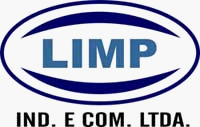 LIMP
IND. E COM. LTDA.